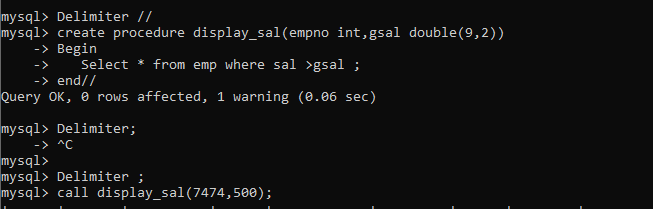 mysql> Delimiter //
mysql> create procedure display_sal(empno int,gsal double(9,2))
    -> Begin
    ->    Select * from emp where sal >gsal ;
    -> end//
Query OK, 0 rows affected, 1 warning (0.06 sec)

mysql> Delimiter;
    -> ^C
mysql>
mysql> Delimiter ;
mysql> call display_sal(7474,500);